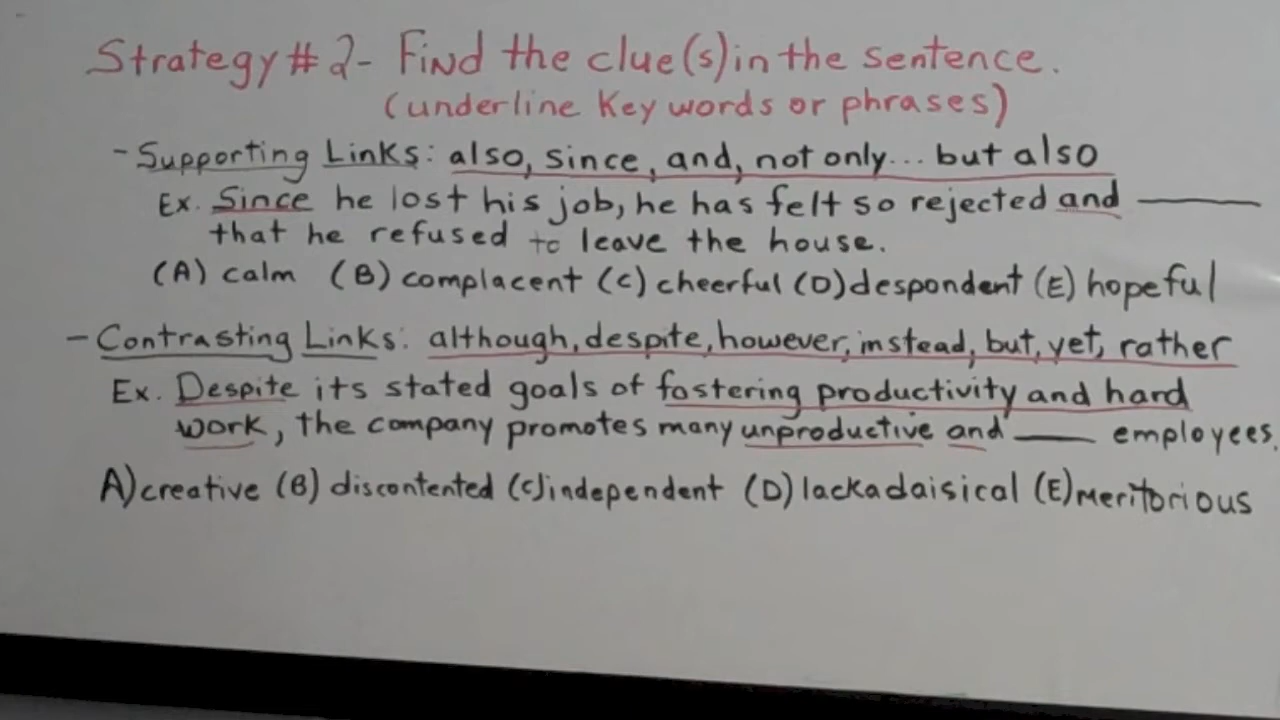 Strategy #2- Find the clue(s) in the sentence.
(underline Key words or phrases)
- Supporting Links: also, since, and, not only... but also
Ex. Since he lost his job, he has felt so rejected and ____
that he refused to leave the house.
(A) calm (B) complacent (C) cheerful (D) despondent (E) hopeful
- Contrasting Links: although, despite, however, instead, but, yet, rather
Ex. Despite its stated goals of fostering productivity and hard
work, the company promotes many unproductive and ____ employees.
A) creative (B) discontented (C) independent (D) lackadaisical (E) meritorious